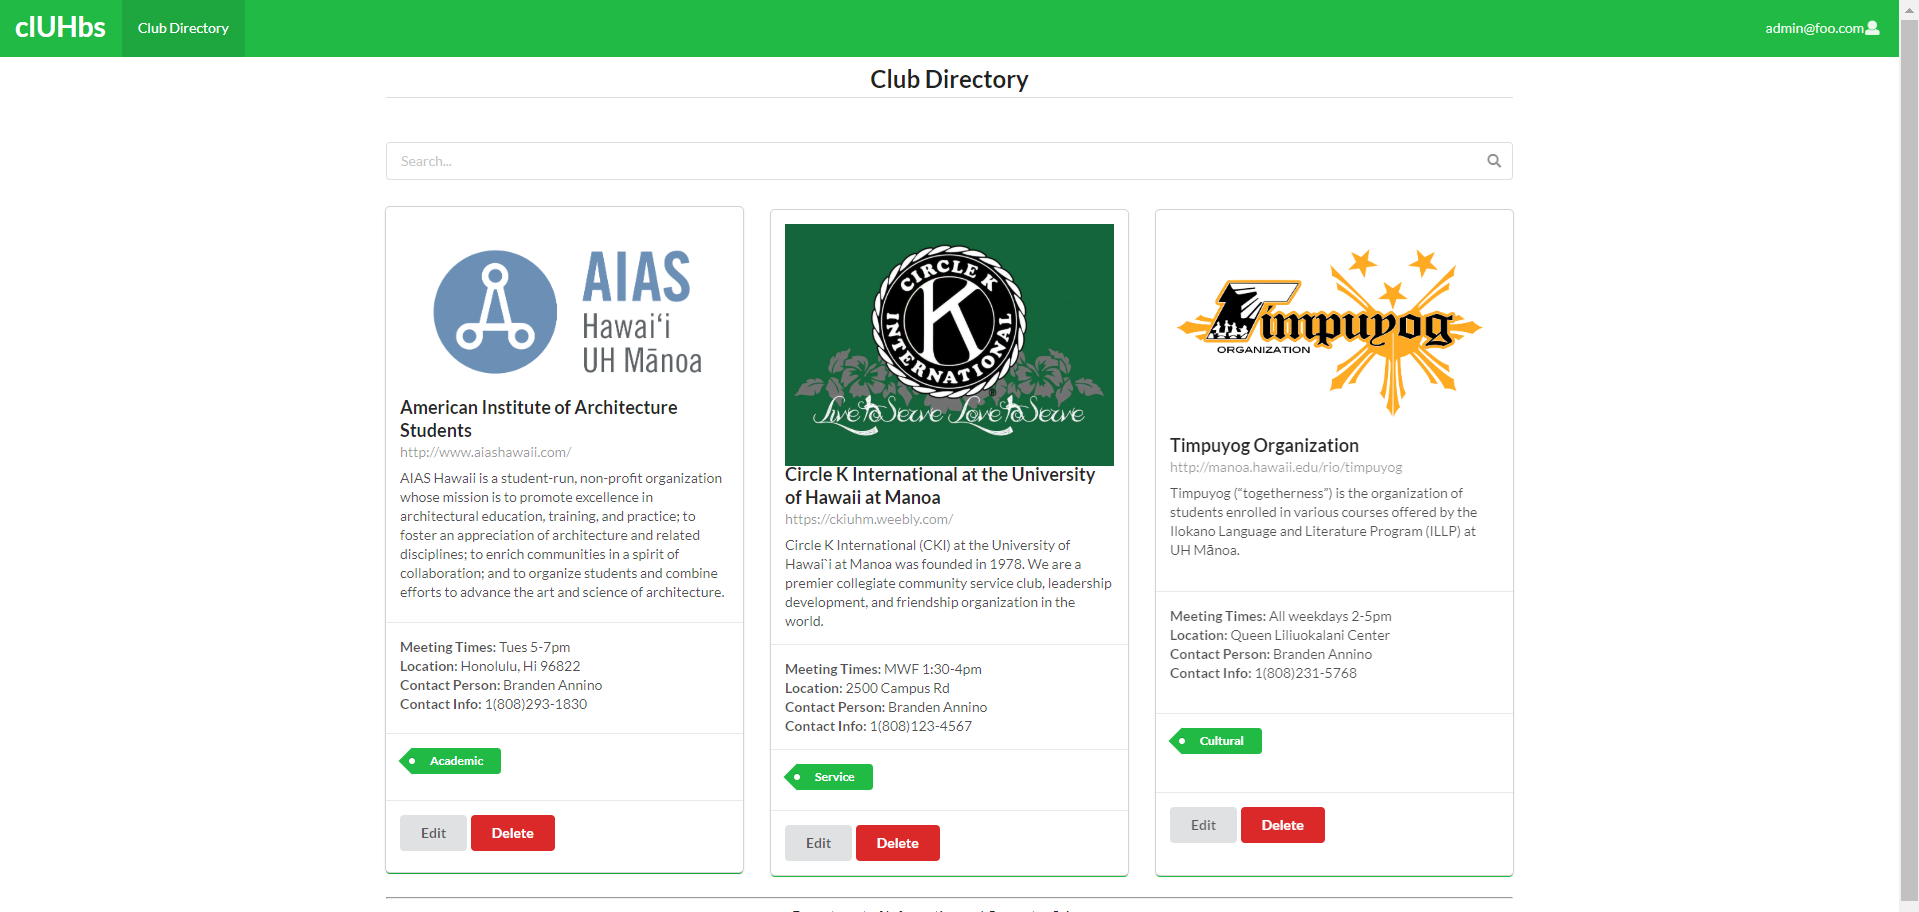 clUHbs
Club Directory
admin@foo.com
Club Directory
Search...
AIAS
Hawaiʻi
UH Mānoa
American Institute of Architecture
Students
http://www.aiashawaii.com/
AIAS Hawaii is a student-run, non-profit organization
whose mission is to promote excellence in
architectural education, training, and practice; to
foster an appreciation of architecture and related
disciplines; to enrich communities in a spirit of
collaboration; and to organize students and combine
efforts to advance the art and science of architecture.
Meeting Times: Tues 5-7pm
Location: Honolulu, Hi 96822
Contact Person: Branden Annino
Contact Info: 1(808)293-1830
Academic
Edit
Delete
CIRCLE K
K
INTERNATIONAL
Live to Serve Love to Serve
Circle K International at the University
of Hawaii at Manoa
https://ckiuhm.weebly.com/
Circle K International (CKI) at the University of
Hawai`i at Manoa was founded in 1978. We are a
premier collegiate community service club, leadership
development, and friendship organization in the
world.
Meeting Times: MWF 1:30-4pm
Location: 2500 Campus Rd
Contact Person: Branden Annino
Contact Info: 1(808)123-4567
Service
Edit
Delete
Timpuyog
ORGANIZATION
Timpuyog Organization
http://manoa.hawaii.edu/rio/timpuyog
Timpuyog (“togetherness”) is the organization of
students enrolled in various courses offered by the
Ilokano Language and Literature Program (ILLP) at
UH Mānoa.
Meeting Times: All weekdays 2-5pm
Location: Queen Liliuokalani Center
Contact Person: Branden Annino
Contact Info: 1(808)231-5768
Cultural
Edit
Delete